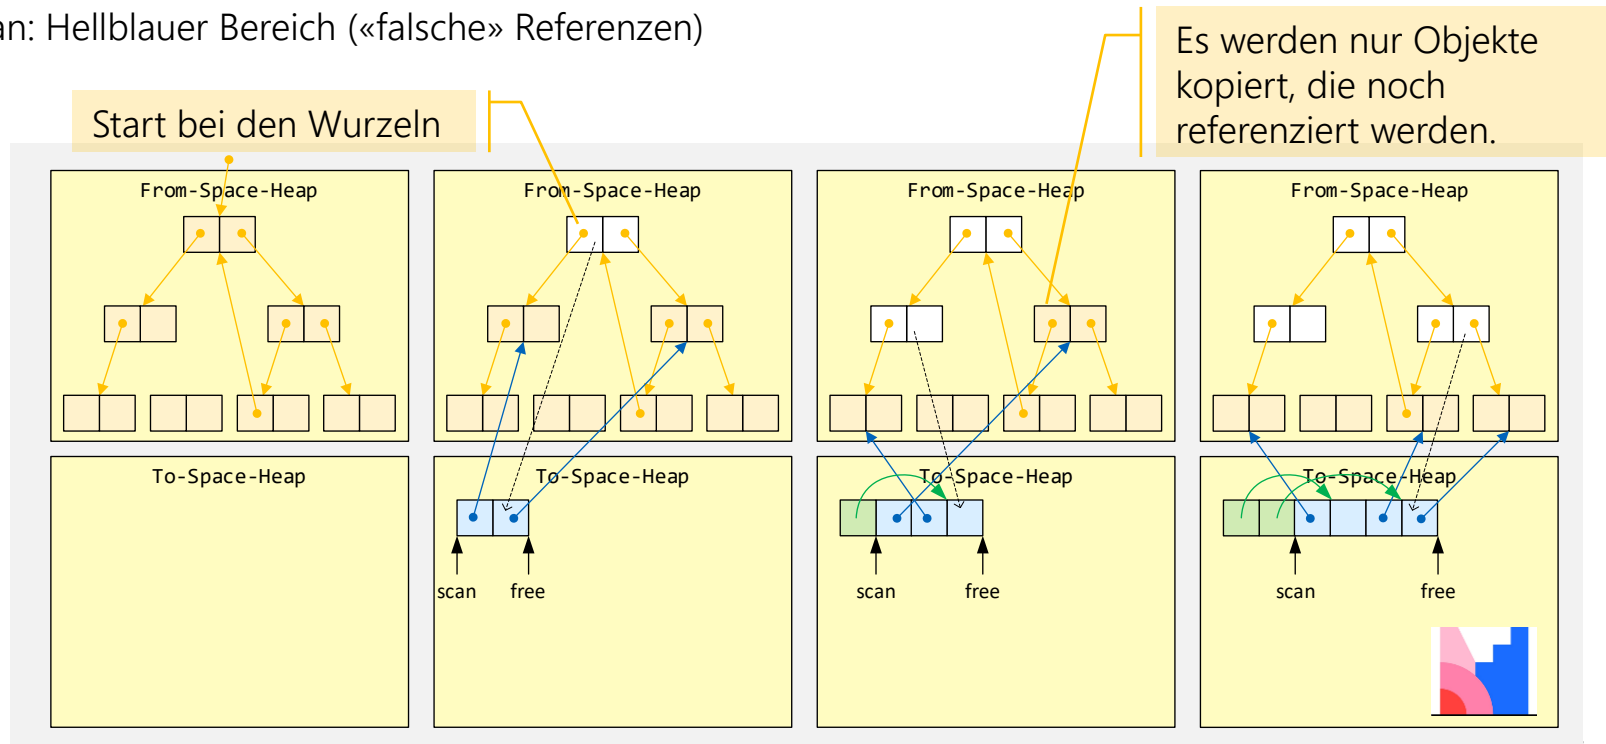 an: Hellblauer Bereich («falsche» Referenzen)
Es werden nur Objekte
kopiert, die noch
referenziert werden.
Start bei den Wurzeln
From-Space-Heap
From-Space-Heap
From-Space-Heap
From-Space-Heap
To-Space-Heap
To-Space-Heap
To-Space-Heap
To-Space-Heap
scan
free
scan
free
scan
free